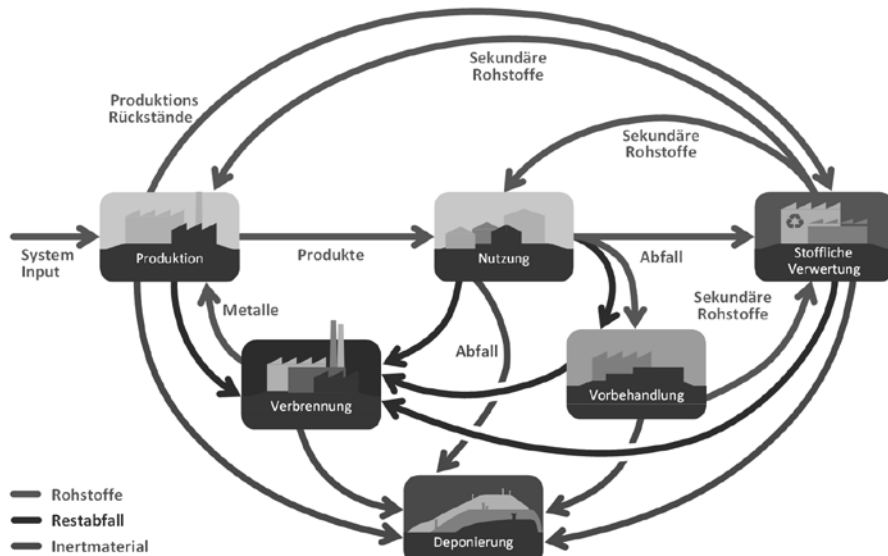 Sekundäre
Rohstoffe
Produktions
Rückstände
Sekundäre
Rohstoffe
System
Input
Produktion
Produkte
Nutzung
Abfall
Stoffliche
Verwertung
Metalle
Sekundäre
Rohstoffe
Abfall
Verbrennung
Vorbehandlung
Rohstoffe
Restabfall
Inertmaterial
Deponierung